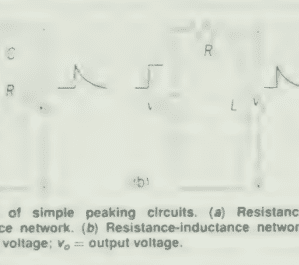 C
R
R
L
(b)
of simple peaking circuits. (a) Resistanc
ce network. (b) Resistance-inductance networ
voltage; vₒ = output voltage.